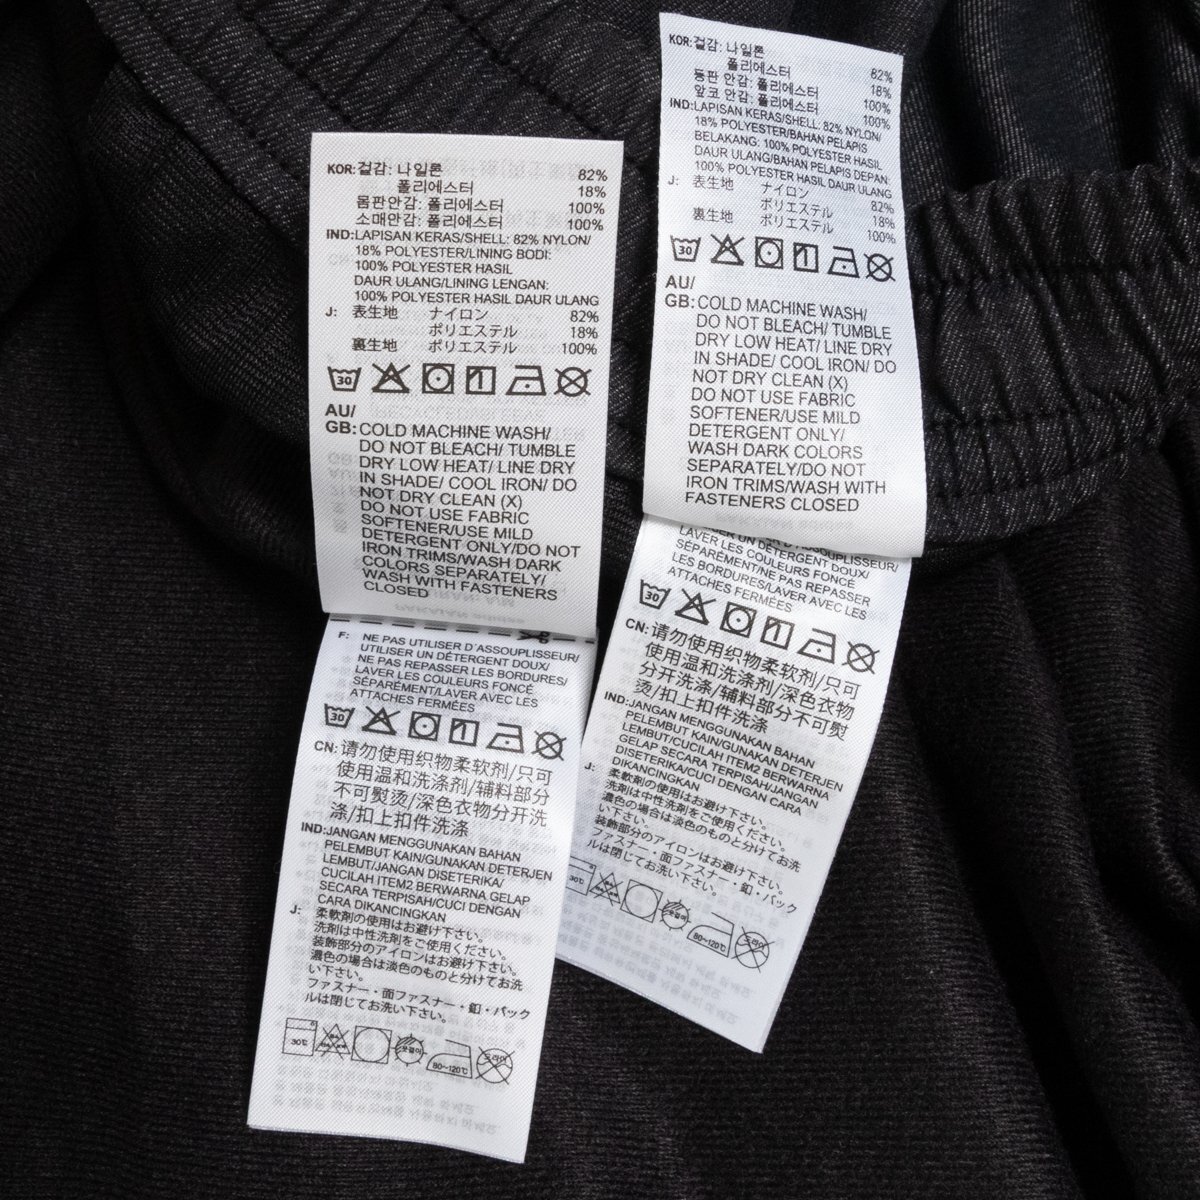 KOR:겉감: 나일론 82%
폴리에스터 18%
몸판안감: 폴리에스터 100%
소매안감: 폴리에스터 100%
IND:LAPISAN KERAS/SHELL: 82% NYLON/
18% POLYESTER/LINING BODI:
100% POLYESTER HASIL
DAUR ULANG/LINING LENGAN:
100% POLYESTER HASIL DAUR ULANG
J: 表生地 ナイロン 82%
ポリエステル 18%
裏生地 ポリエステル 100%
30
AU/
GB:COLD MACHINE WASH/
DO NOT BLEACH/ TUMBLE
DRY LOW HEAT/ LINE DRY
IN SHADE/ COOL IRON/ DO
NOT DRY CLEAN (X)
DO NOT USE FABRIC
SOFTENER/USE MILD
DETERGENT ONLY/DO NOT
IRON TRIMS/WASH DARK
COLORS SEPARATELY/
WASH WITH FASTENERS
CLOSED
F: NE PAS UTILISER D'ASSOUPLISSEUR/
UTILISER UN DÉTERGENT DOUX/
NE PAS REPASSER LES BORDURES/
LAVER LES COULEURS FONCÉ
SÉPARÉMENT/LAVER AVEC LES
ATTACHES FERMÉES
30
CN:请勿使用织物柔软剂/只可
使用温和洗涤剂/辅料部分
不可熨烫/深色衣物分开洗
涤/扣上扣件洗涤
IND:JANGAN MENGGUNAKAN BAHAN
PELEMBUT KAIN/GUNAKAN DETERJEN
LEMBUT/JANGAN DISETERIKA/
CUCILAH ITEM2 BERWARNA GELAP
SECARA TERPISAH/CUCI DENGAN
CARA DIKANCINGKAN
J: 柔軟剤の使用はお避け下さい。
洗剤は中性洗剤をご使用ください。
装飾部分のアイロンはお避け下さい。
濃色の場合は淡色のものと分けてお洗
い下さい。
ファスナー・面ファスナー・釦・バック
ルは閉じてお洗い下さい。
30℃
손걸이
80~120℃
드라이
KOR:겉감: 나일론 82%
폴리에스터 18%
등판 안감: 폴리에스터 100%
앞코 안감: 폴리에스터 100%
IND:LAPISAN KERAS/SHELL: 82% NYLON/
18% POLYESTER/BAHAN PELAPIS
BELAKANG: 100% POLYESTER HASIL
DAUR ULANG/BAHAN PELAPIS DEPAN:
100% POLYESTER HASIL DAUR ULANG
J: 表生地 ナイロン 82%
ポリエステル 18%
裏生地 ポリエステル 100%
30
AU/
GB:COLD MACHINE WASH/
DO NOT BLEACH/ TUMBLE
DRY LOW HEAT/ LINE DRY
IN SHADE/ COOL IRON/ DO
NOT DRY CLEAN (X)
DO NOT USE FABRIC
SOFTENER/USE MILD
DETERGENT ONLY/
WASH DARK COLORS
SEPARATELY/DO NOT
IRON TRIMS/WASH WITH
FASTENERS CLOSED
D'ASSOUPLISSEUR/
UN DÉTERGENT DOUX/
LAVER LES COULEURS FONCÉ
SÉPARÉMENT/NE PAS REPASSER
LES BORDURES/LAVER AVEC LES
ATTACHES FERMÉES
30
CN:请勿使用织物柔软剂/只可
使用温和洗涤剂/深色衣物
分开洗涤/辅料部分不可熨
烫/扣上扣件洗涤
IND:JANGAN MENGGUNAKAN BAHAN
PELEMBUT KAIN/GUNAKAN DETERJEN
LEMBUT/CUCILAH ITEM2 BERWARNA
GELAP SECARA TERPISAH/JANGAN
DISETERIKA/CUCI DENGAN CARA
DIKANCINGKAN
J: 柔軟剤の使用はお避け下さい。
洗剤は中性洗剤をご使用ください。
濃色の場合は淡色のものと分けてお洗
い下さい。
装飾部分のアイロンはお避け下さい。
ファスナー・面ファスナー・釦・バック
ルは閉じてお洗い下さい。
30℃
80~120℃
드라이